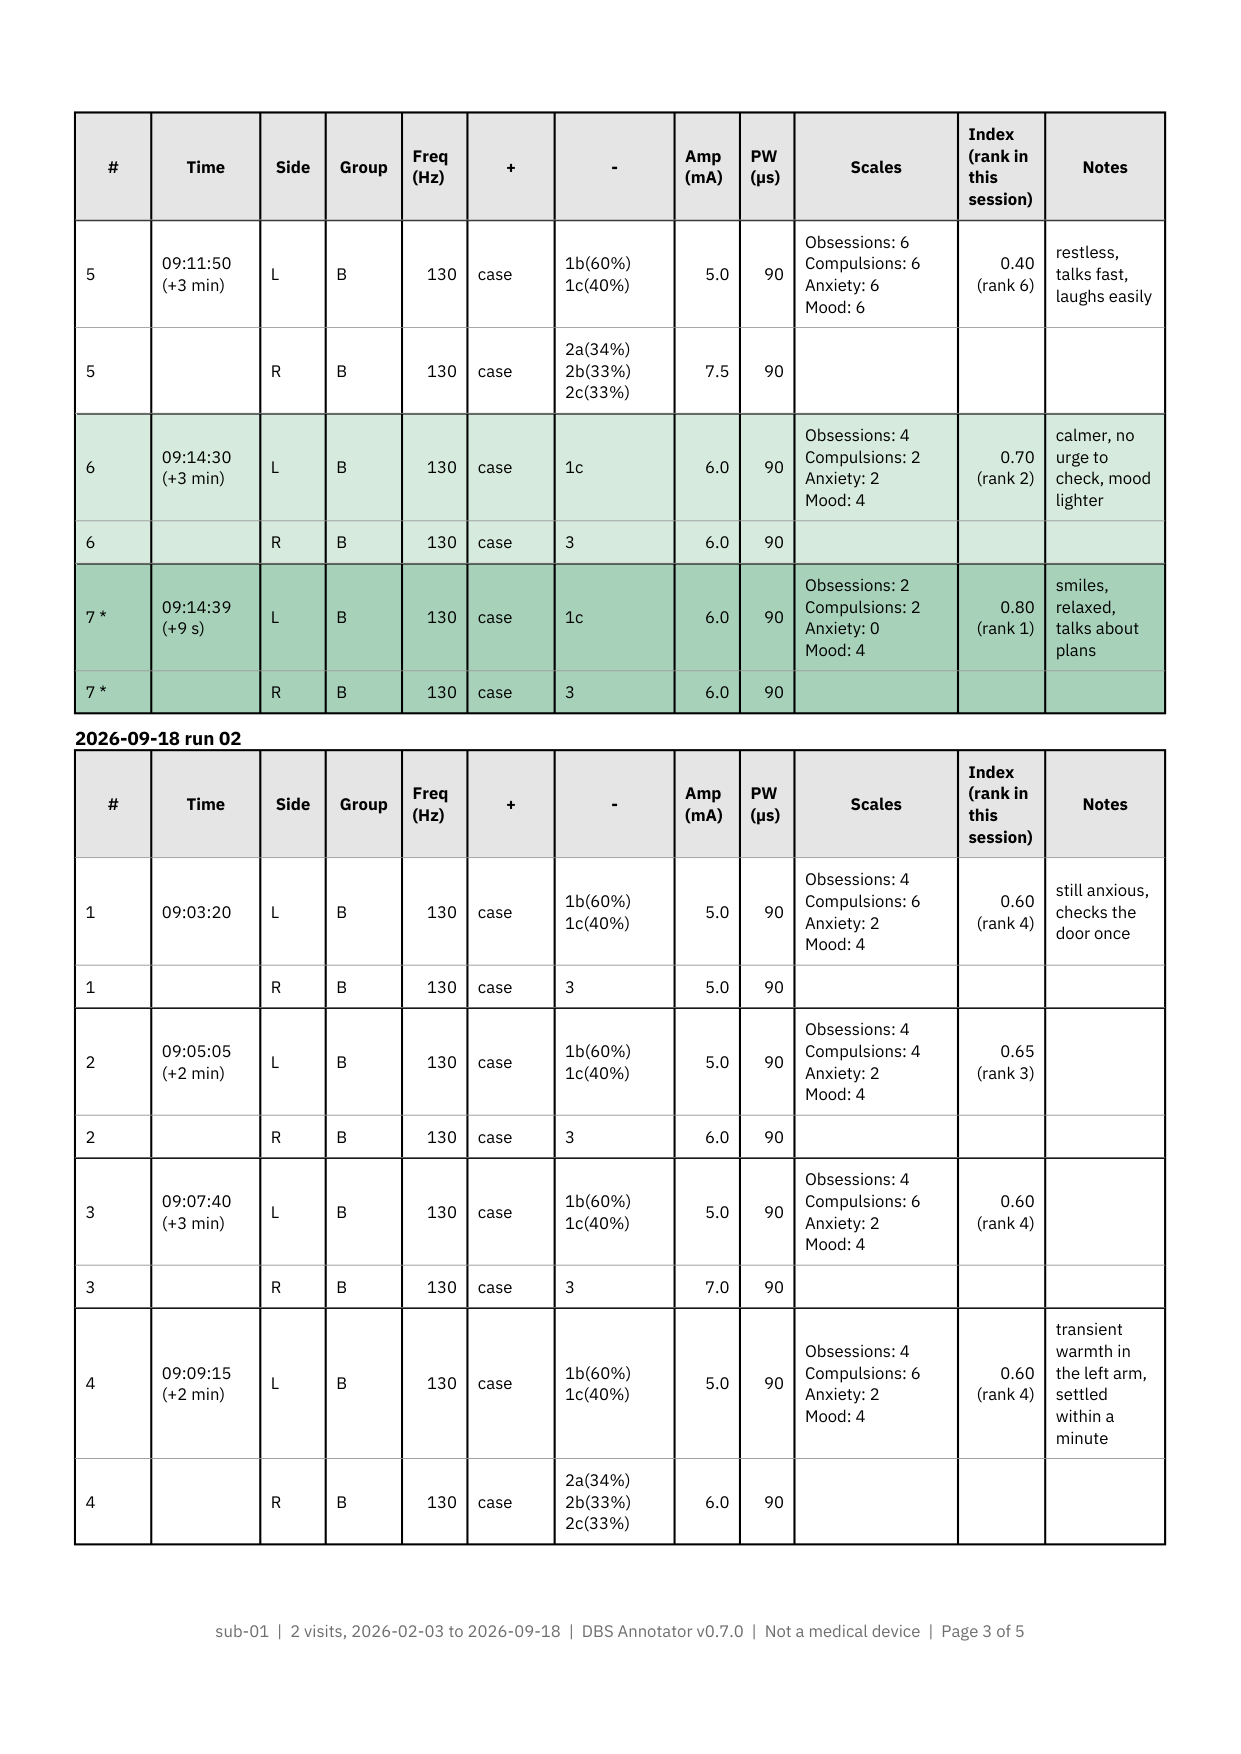 # Time Side Group Freq (Hz) + - Amp (mA) PW (µs) Scales Index (rank in this session) Notes
5 09:11:50 (+3 min) L B 130 case 1b(60%) 1c(40%) 5.0 90 Obsessions: 6 Compulsions: 6 Anxiety: 6 Mood: 6 0.40 (rank 6) restless, talks fast, laughs easily
5 R B 130 case 2a(34%) 2b(33%) 2c(33%) 7.5 90
6 09:14:30 (+3 min) L B 130 case 1c 6.0 90 Obsessions: 4 Compulsions: 2 Anxiety: 2 Mood: 4 0.70 (rank 2) calmer, no urge to check, mood lighter
6 R B 130 case 3 6.0 90
7 * 09:14:39 (+9 s) L B 130 case 1c 6.0 90 Obsessions: 2 Compulsions: 2 Anxiety: 0 Mood: 4 0.80 (rank 1) smiles, relaxed, talks about plans
7 * R B 130 case 3 6.0 90
2026-09-18 run 02
# Time Side Group Freq (Hz) + - Amp (mA) PW (µs) Scales Index (rank in this session) Notes
1 09:03:20 L B 130 case 1b(60%) 1c(40%) 5.0 90 Obsessions: 4 Compulsions: 6 Anxiety: 2 Mood: 4 0.60 (rank 4) still anxious, checks the door once
1 R B 130 case 3 5.0 90
2 09:05:05 (+2 min) L B 130 case 1b(60%) 1c(40%) 5.0 90 Obsessions: 4 Compulsions: 4 Anxiety: 2 Mood: 4 0.65 (rank 3)
2 R B 130 case 3 6.0 90
3 09:07:40 (+3 min) L B 130 case 1b(60%) 1c(40%) 5.0 90 Obsessions: 4 Compulsions: 6 Anxiety: 2 Mood: 4 0.60 (rank 4)
3 R B 130 case 3 7.0 90
4 09:09:15 (+2 min) L B 130 case 1b(60%) 1c(40%) 5.0 90 Obsessions: 4 Compulsions: 6 Anxiety: 2 Mood: 4 0.60 (rank 4) transient warmth in the left arm, settled within a minute
4 R B 130 case 2a(34%) 2b(33%) 2c(33%) 6.0 90
sub-01 | 2 visits, 2026-02-03 to 2026-09-18 | DBS Annotator v0.7.0 | Not a medical device | Page 3 of 5